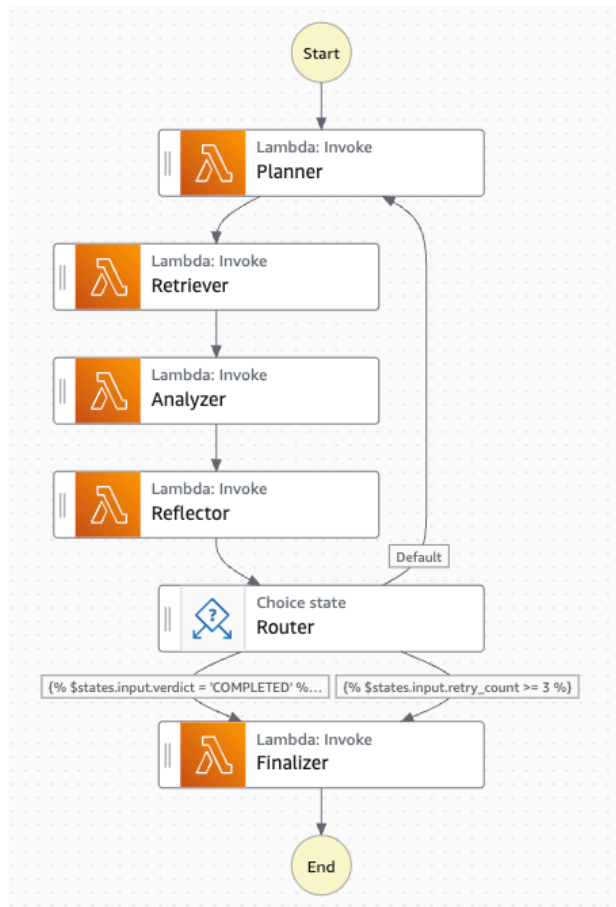 Start
Lambda: Invoke
Planner
Lambda: Invoke
Retriever
Lambda: Invoke
Analyzer
Lambda: Invoke
Reflector
Default
Choice state
Router
{% $states.input.verdict = 'COMPLETED' %...
{% $states.input.retry_count >= 3 %}
Lambda: Invoke
Finalizer
End